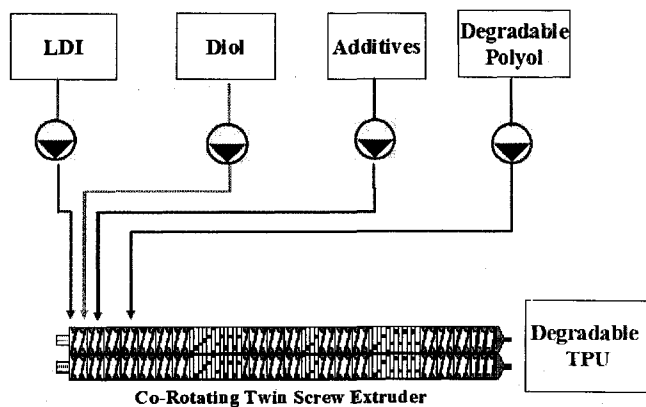 LDI
Diol
Additives
Degradable
Polyol
Degradable
TPU
Co-Rotating Twin Screw Extruder